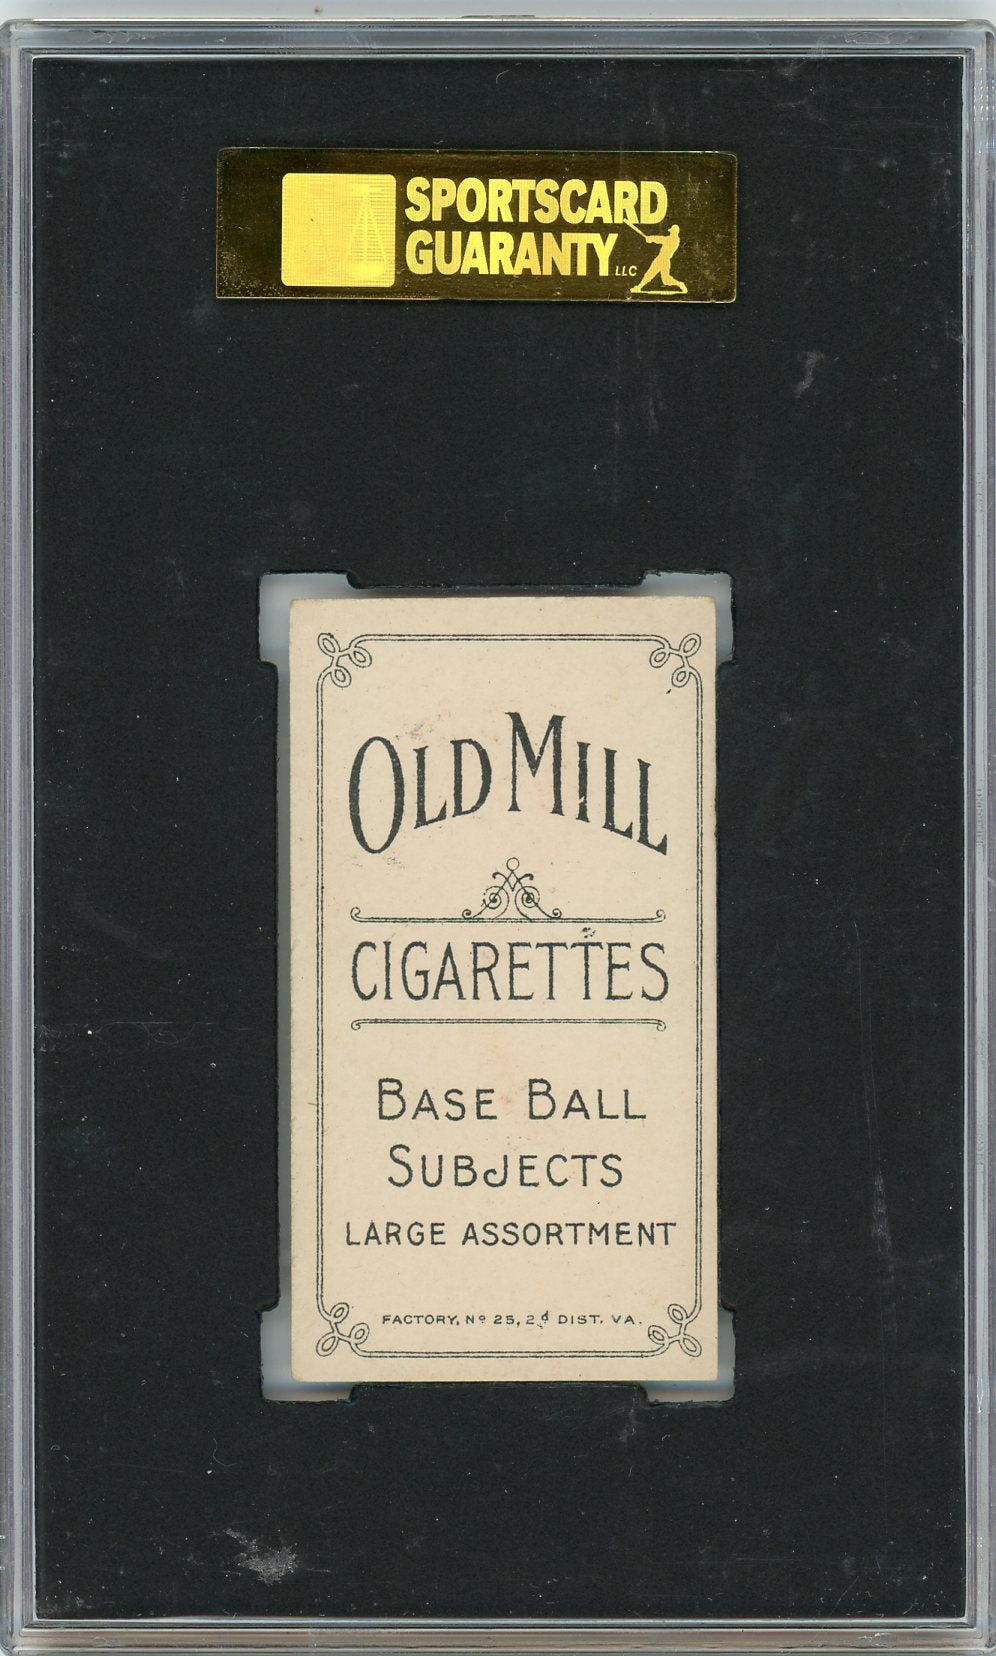 SPORTSCARD
GUARANTY LLC
OLD MILL
CIGARETTES
BASE BALL
SUBJECTS
LARGE ASSORTMENT
FACTORY, Nº 25, 2ᵈ DIST. VA.